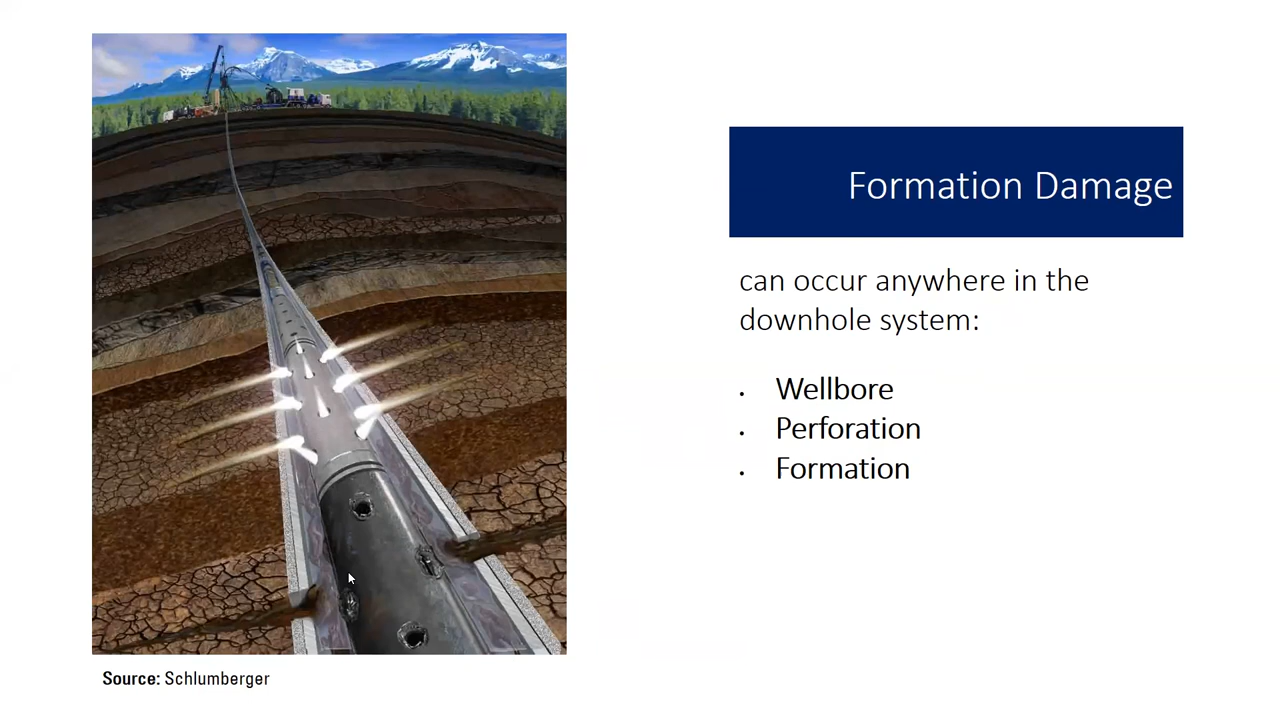 Formation Damage
can occur anywhere in the
downhole system:
• Wellbore
• Perforation
• Formation
Source: Schlumberger